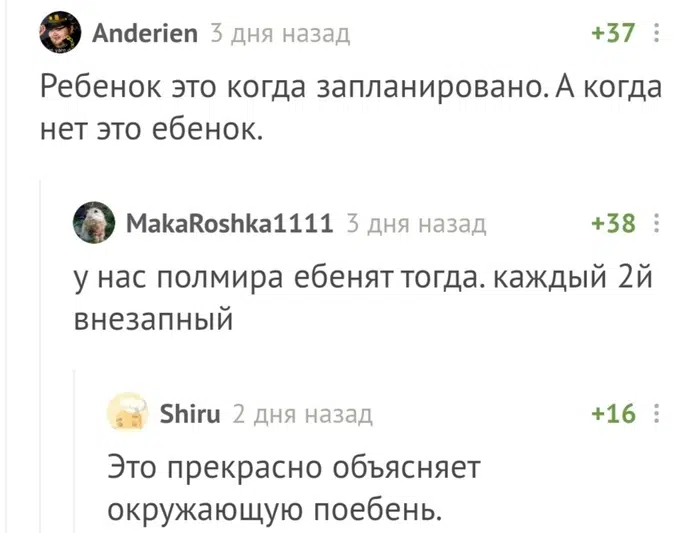 Anderien 3 дня назад +37
Ребенок это когда запланировано. А когда
нет это ебенок.
MakaRoshka1111 3 дня назад +38
у нас полмира ебенят тогда. каждый 2й
внезапный
Shiru 2 дня назад +16
Это прекрасно объясняет
окружающую поебень.